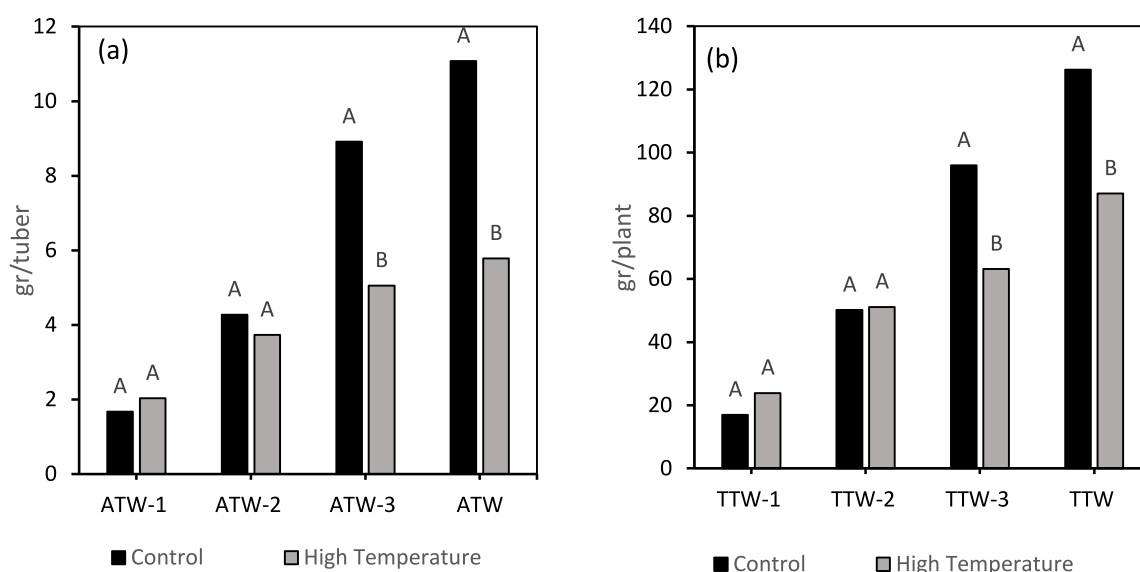 (a)
gr/tuber
12
10
8
6
4
2
0
A A
A A
A B
A B
ATW-1 ATW-2 ATW-3 ATW
Control High Temperature
(b)
gr/plant
140
120
100
80
60
40
20
0
A A
A A
A B
A B
TTW-1 TTW-2 TTW-3 TTW
Control High Temperature